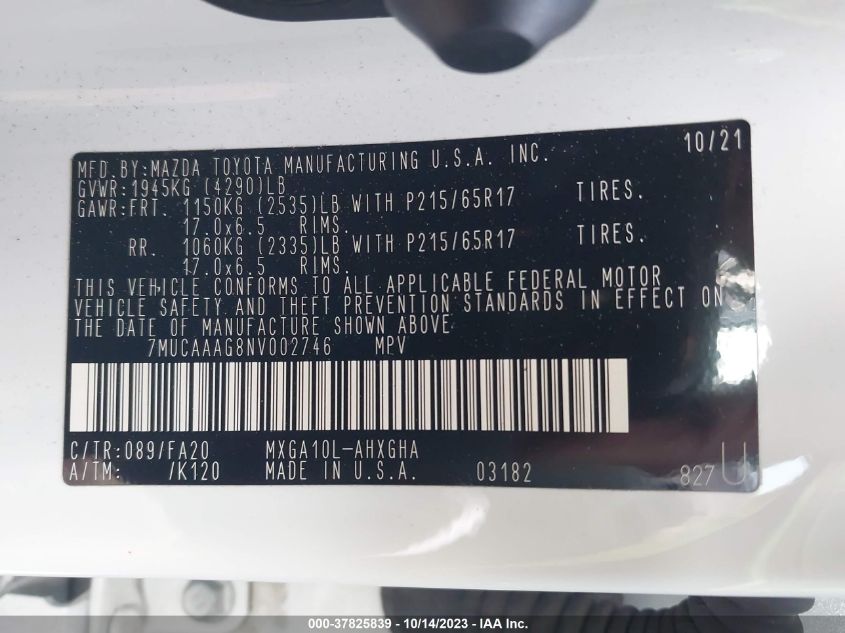 10/21
MFD.BY:MAZDA TOYOTA MANUFACTURING U.S.A. INC.
GVWR:1945KG (4290)LB
GAWR:FRT. 1150KG (2535)LB WITH P215/65R17 TIRES.
17.0x6.5 RIMS.
RR. 1060KG (2335)LB WITH P215/65R17 TIRES.
17.0x6.5 RIMS.
THIS VEHICLE CONFORMS TO ALL APPLICABLE FEDERAL MOTOR
VEHICLE SAFETY AND THEFT PREVENTION STANDARDS IN EFFECT ON
THE DATE OF MANUFACTURE SHOWN ABOVE.
7MUCAAAG8NV002746 MPV
C/TR:089/FA20 MXGA10L-AHXGHA
A/TM: /K120 MADE IN U.S.A. 03182 827 U
000-37825839 - 10/14/2023 - IAA Inc.